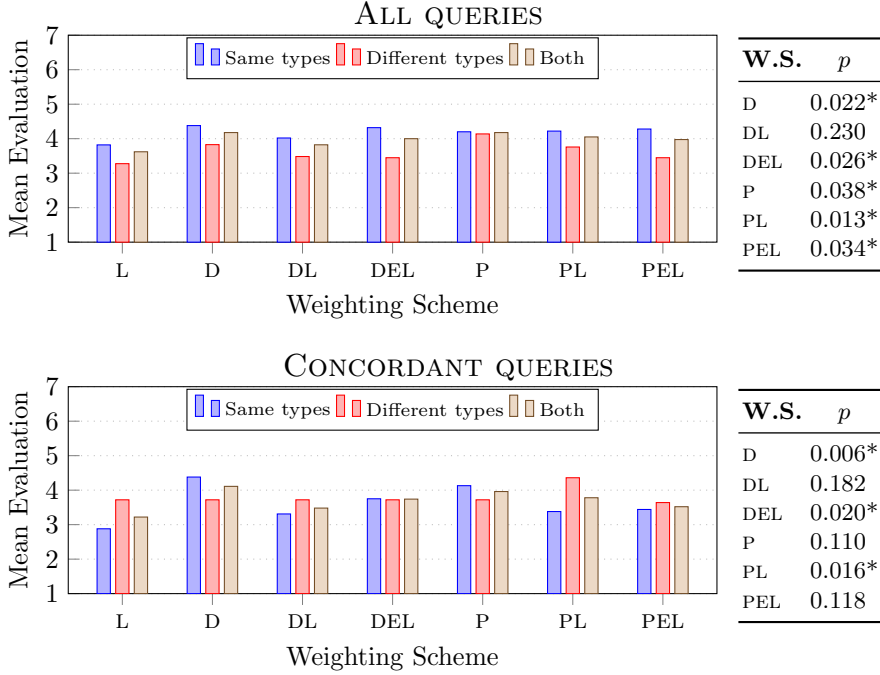 ALL QUERIES
Mean Evaluation
7
6
5
4
3
2
1
Same types Different types Both
L D DL DEL P PL PEL
Weighting Scheme
W.S. p
D 0.022*
DL 0.230
DEL 0.026*
P 0.038*
PL 0.013*
PEL 0.034*
CONCORDANT QUERIES
Mean Evaluation
7
6
5
4
3
2
1
Same types Different types Both
L D DL DEL P PL PEL
Weighting Scheme
W.S. p
D 0.006*
DL 0.182
DEL 0.020*
P 0.110
PL 0.016*
PEL 0.118